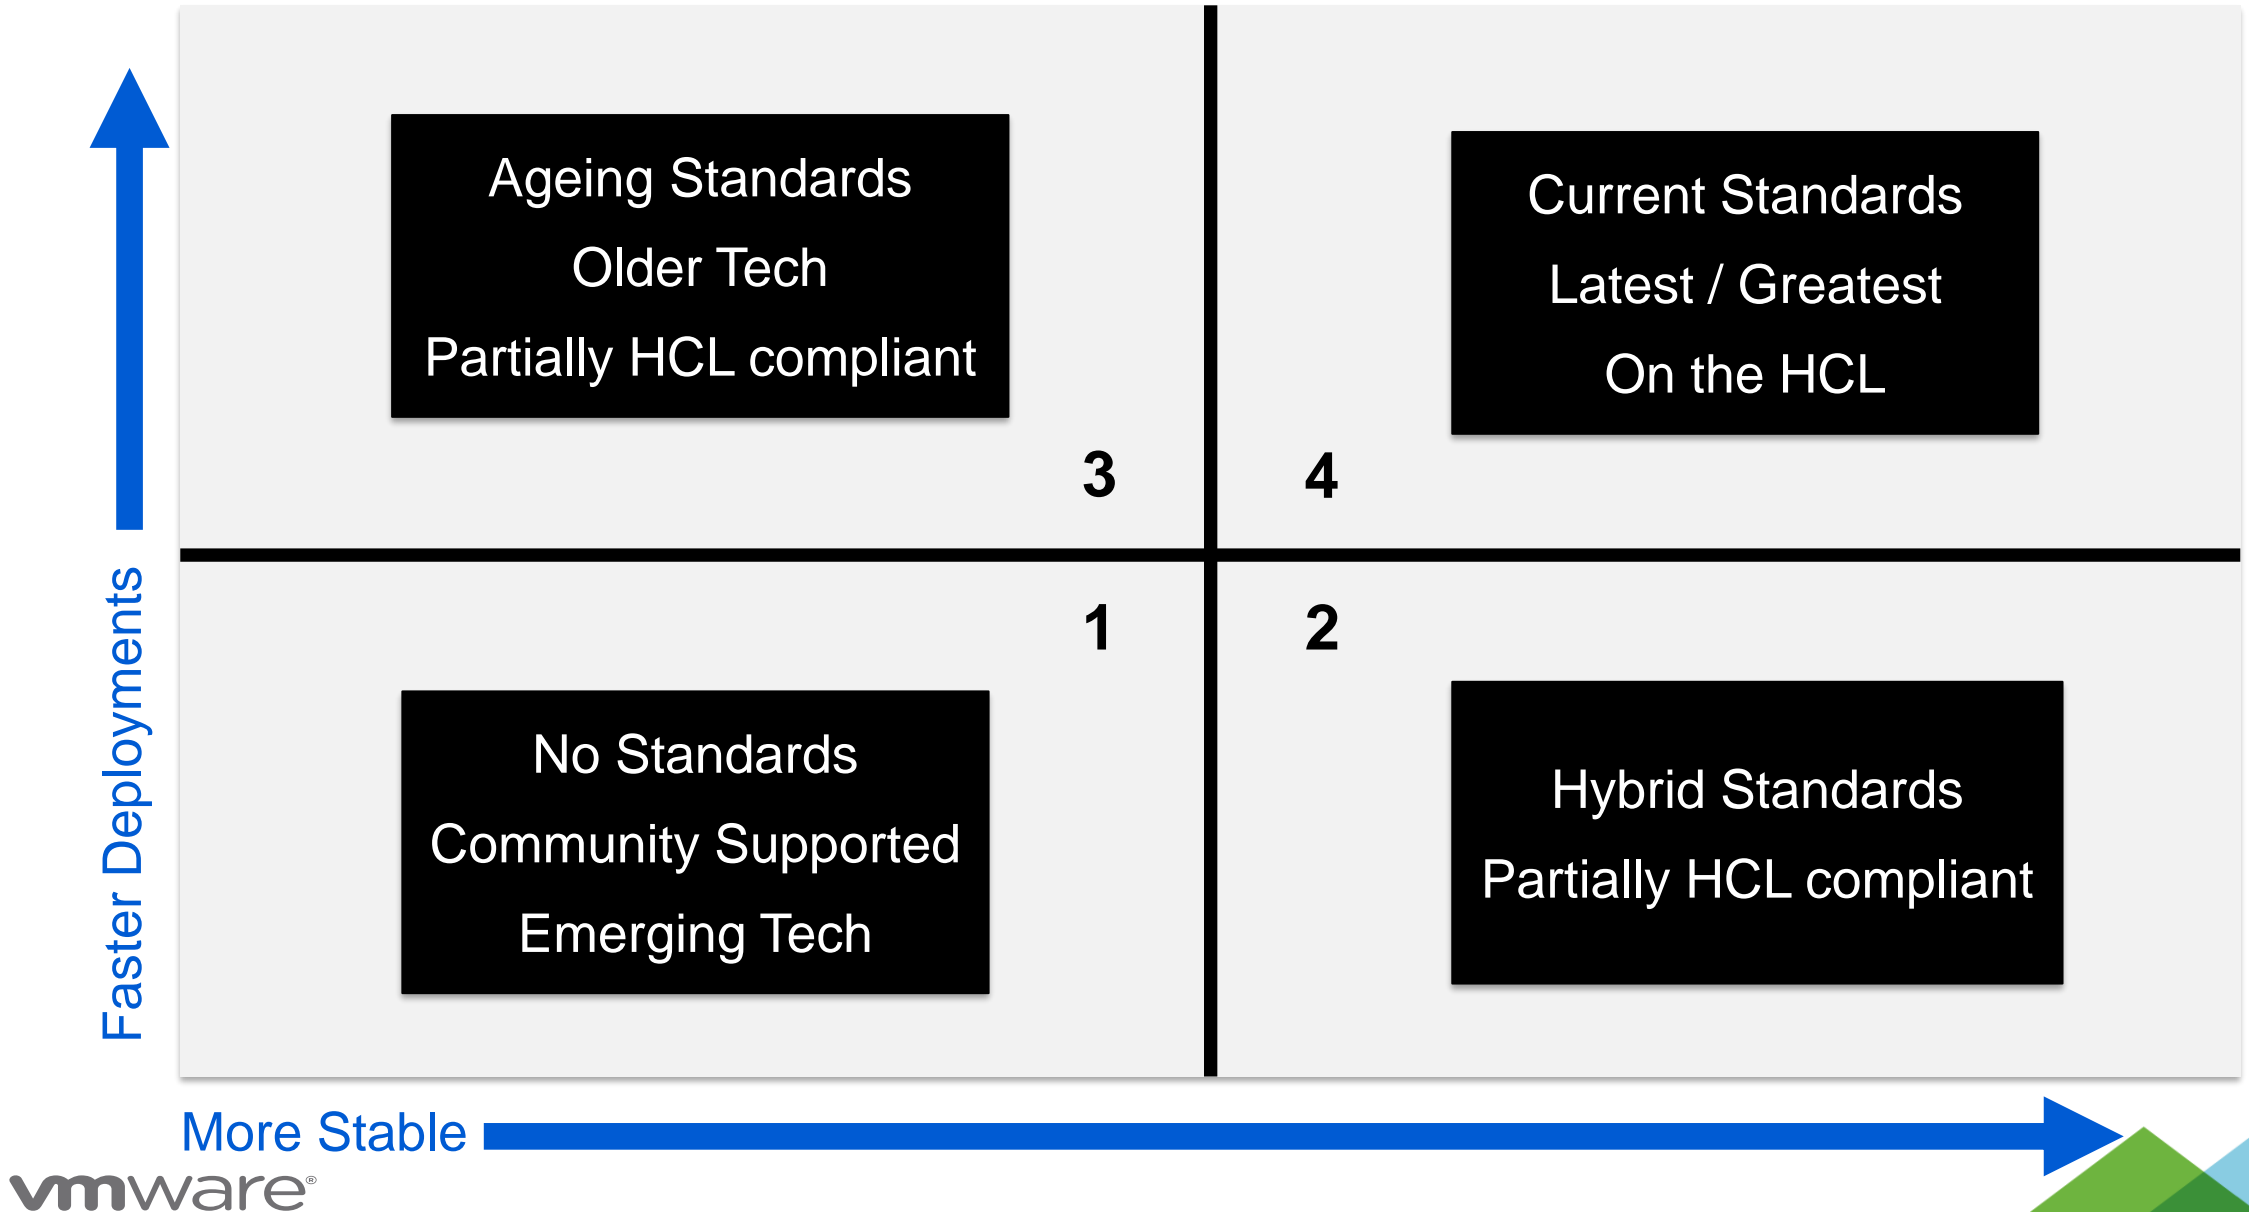 Ageing Standards
Older Tech
Partially HCL compliant
3
Current Standards
Latest / Greatest
On the HCL
4
1
No Standards
Community Supported
Emerging Tech
2
Hybrid Standards
Partially HCL compliant
Faster Deployments
More Stable
vmware®